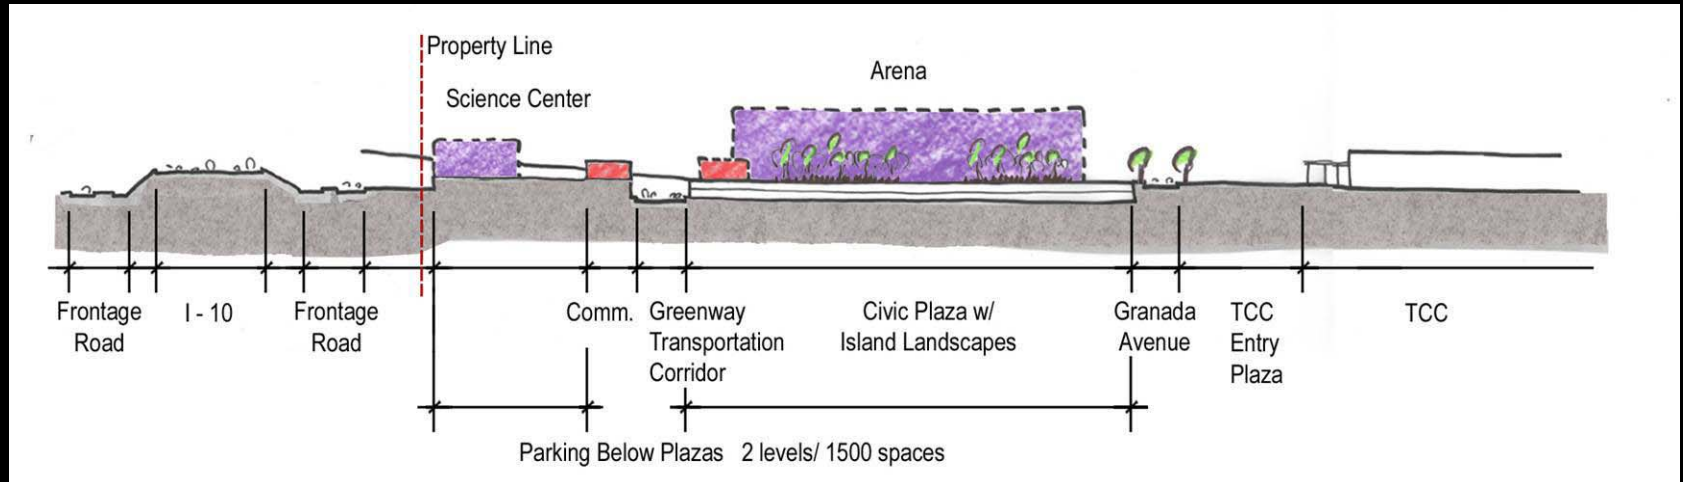 Property Line
Science Center
Arena
Frontage
Road
I - 10
Frontage
Road
Comm.
Greenway
Transportation
Corridor
Civic Plaza w/
Island Landscapes
Granada
Avenue
TCC
Entry
Plaza
TCC
Parking Below Plazas 2 levels/ 1500 spaces